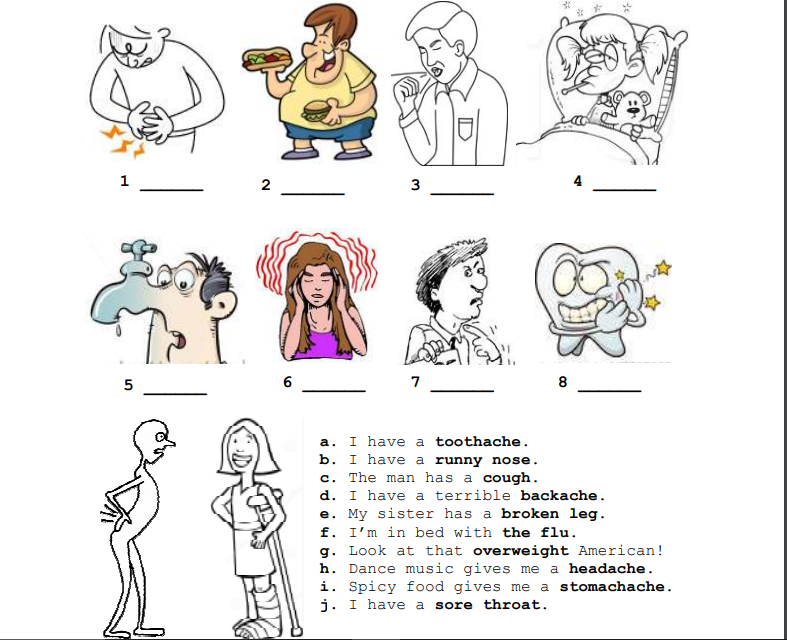 1 ______ 2 ______ 3 ______ 4 ______
5 ______ 6 ______ 7 ______ 8 ______
a. I have a toothache.
b. I have a runny nose.
c. The man has a cough.
d. I have a terrible backache.
e. My sister has a broken leg.
f. I’m in bed with the flu.
g. Look at that overweight American!
h. Dance music gives me a headache.
i. Spicy food gives me a stomachache.
j. I have a sore throat.